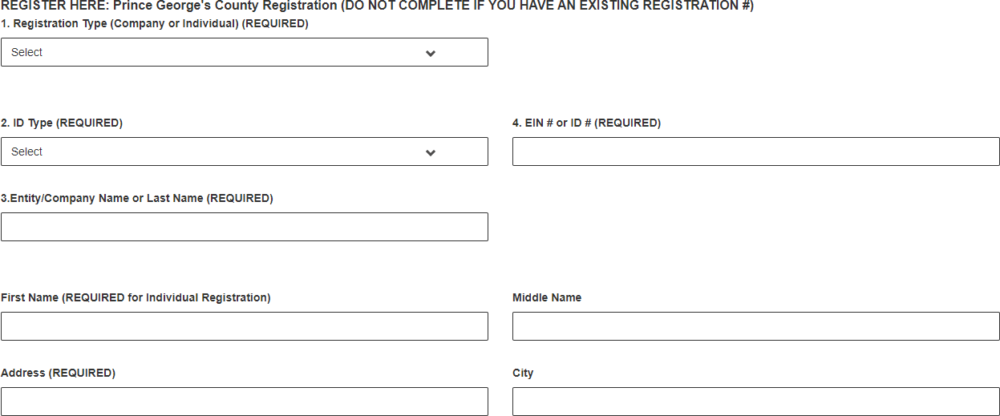 REGISTER HERE: Prince George's County Registration (DO NOT COMPLETE IF YOU HAVE AN EXISTING REGISTRATION #)
1. Registration Type (Company or Individual) (REQUIRED)
Select
2. ID Type (REQUIRED)
4. EIN # or ID # (REQUIRED)
Select
3.Entity/Company Name or Last Name (REQUIRED)
First Name (REQUIRED for Individual Registration)
Middle Name
Address (REQUIRED)
City